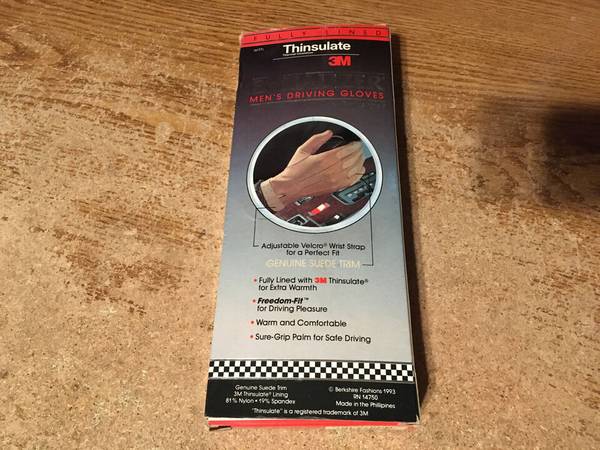 FULLY LINED
WITH Thinsulate
3M
MEN'S DRIVING GLOVES
Adjustable Velcro® Wrist Strap
for a Perfect Fit
GENUINE SUEDE TRIM
• Fully Lined with 3M Thinsulate®
for Extra Warmth
• Freedom-Fit™
for Driving Pleasure
• Warm and Comfortable
• Sure-Grip Palm for Safe Driving
Genuine Suede Trim
3M Thinsulate® Lining
81% Nylon • 19% Spandex
© Berkshire Fashions 1993
RN 14750
Made in the Philipines
"Thinsulate" is a registered trademark of 3M